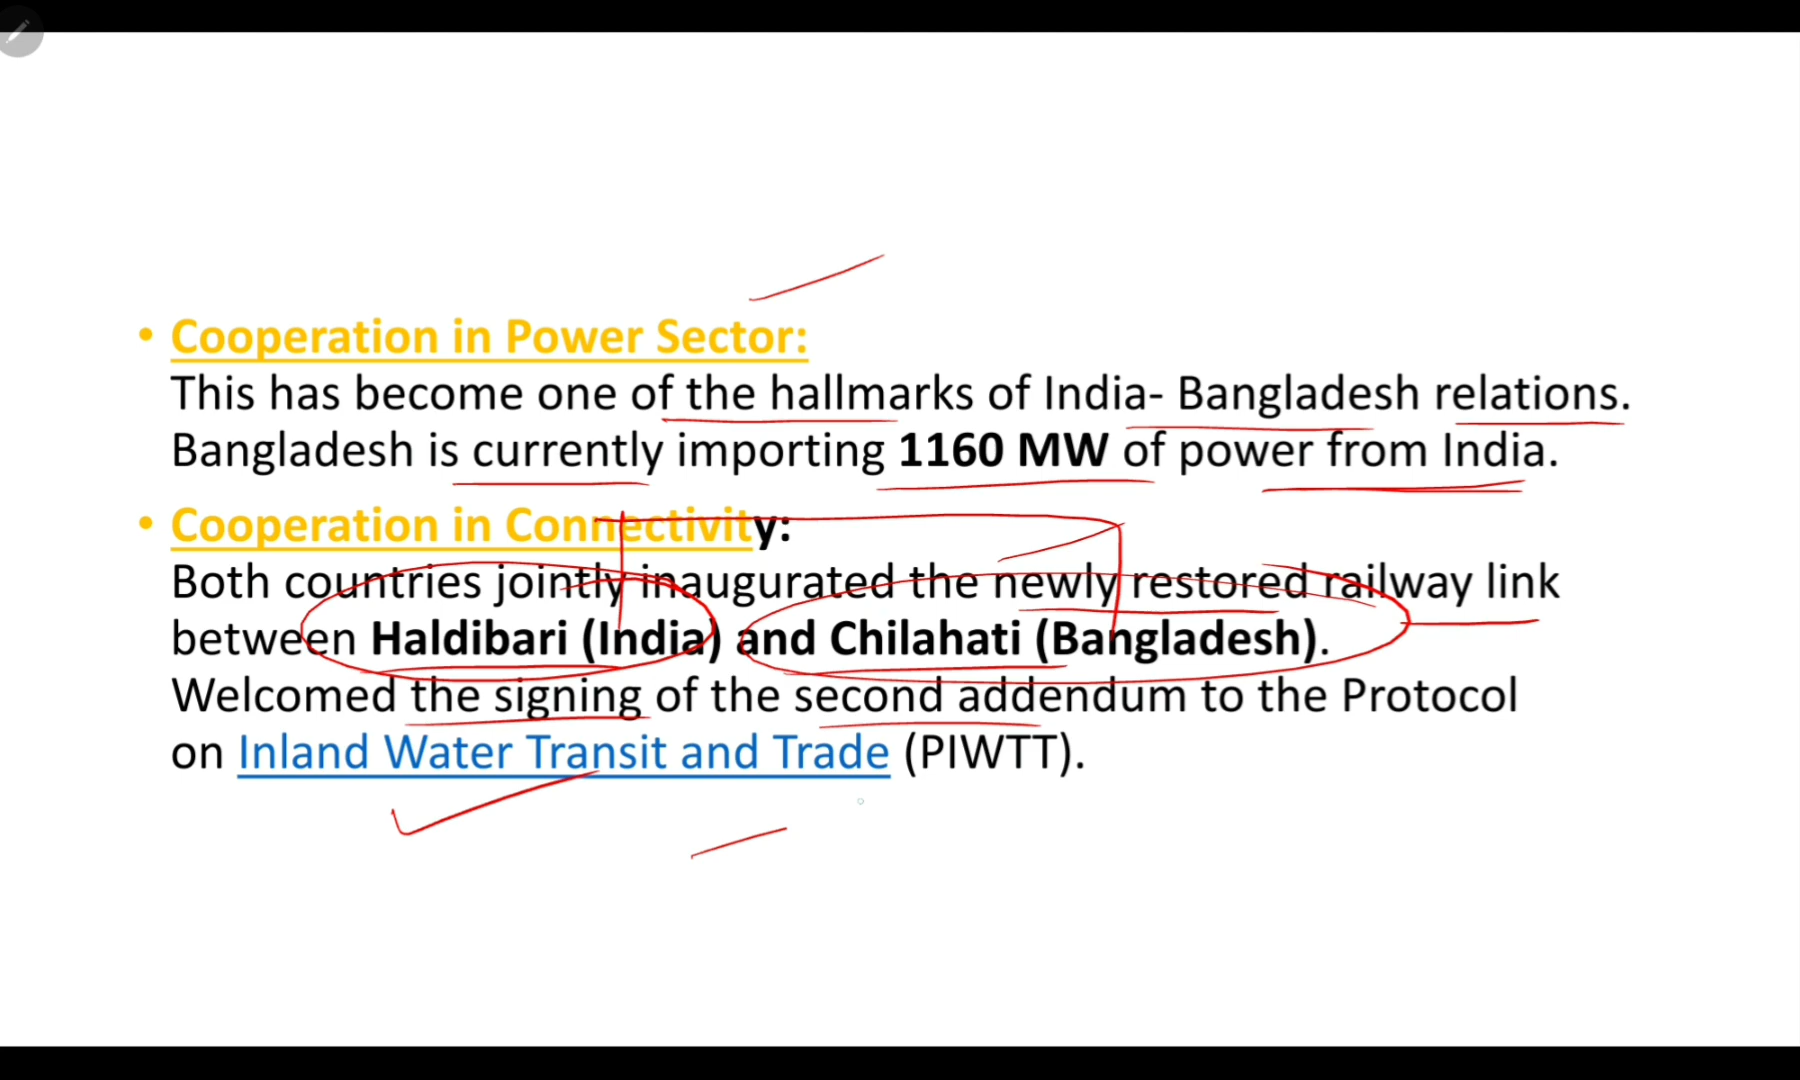 • Cooperation in Power Sector:
This has become one of the hallmarks of India- Bangladesh relations.
Bangladesh is currently importing 1160 MW of power from India.
• Cooperation in Connectivity:
Both countries jointly inaugurated the newly restored railway link
between Haldibari (India) and Chilahati (Bangladesh).
Welcomed the signing of the second addendum to the Protocol
on Inland Water Transit and Trade (PIWTT).